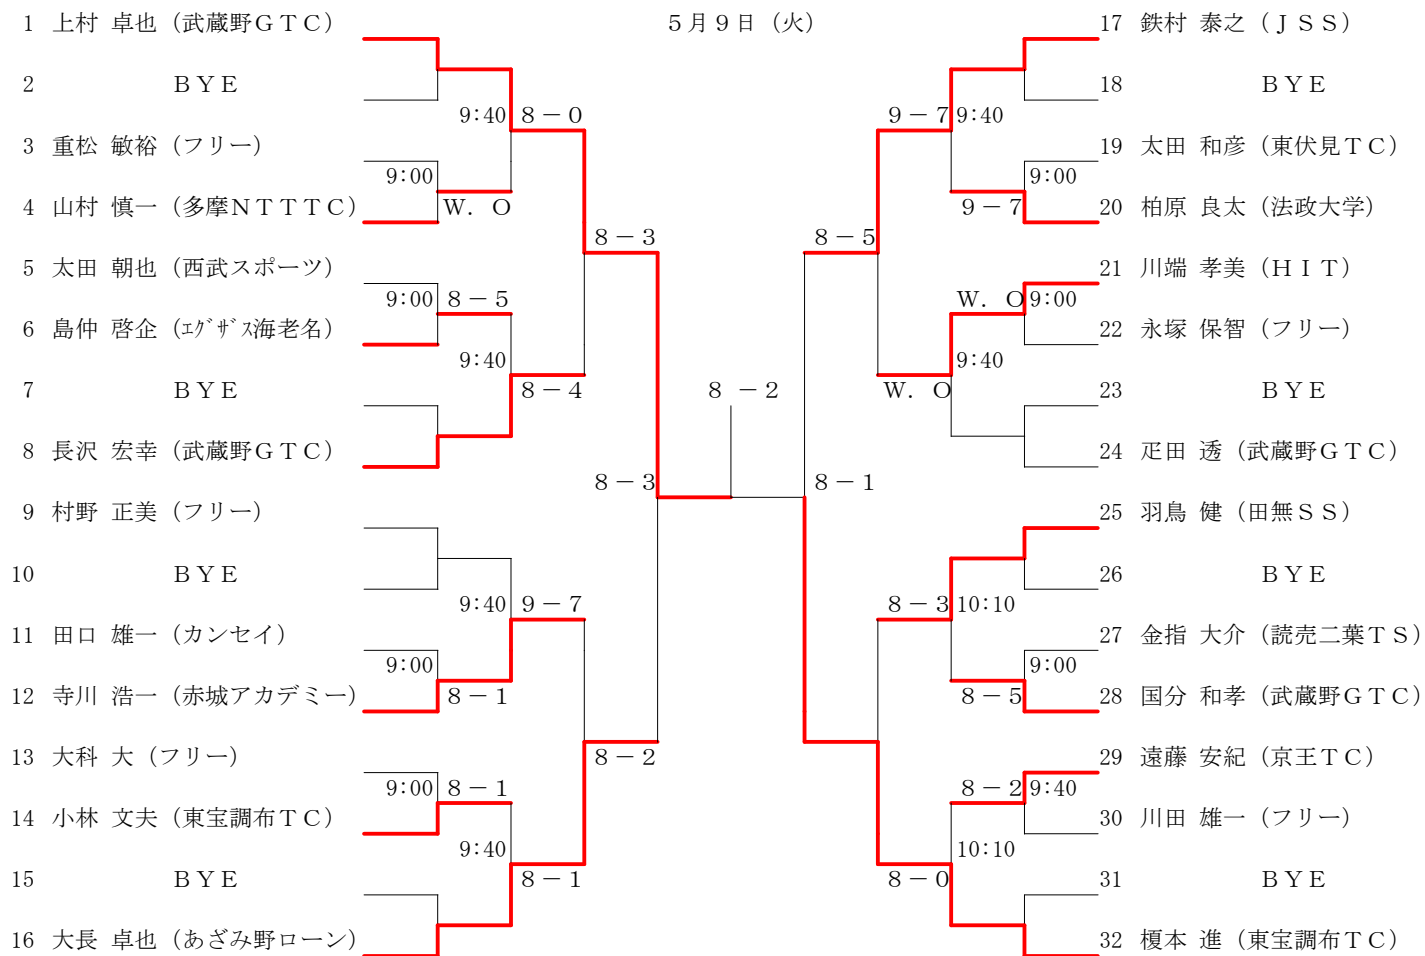 5月9日（火）
1 上村 卓也（武蔵野GTC）
2 BYE
9:40 8－0
3 重松 敏裕（フリー）
9:00
4 山村 慎一（多摩NTTTC）
W．O
8－3
5 太田 朝也（西武スポーツ）
9:00 8－5
6 島仲 啓企（ｴｸﾞｻﾞｽ海老名）
9:40
7 BYE
8－4
8 長沢 宏幸（武蔵野GTC）
8－3
9 村野 正美（フリー）
10 BYE
9:40 9－7
11 田口 雄一（カンセイ）
9:00
12 寺川 浩一（赤城アカデミー）
8－1
13 大科 大（フリー）
8－2
9:00 8－1
14 小林 文夫（東宝調布TC）
9:40
15 BYE
8－1
16 大長 卓也（あざみ野ローン）
8 －2
17 鉄村 泰之（JSS）
18 BYE
9－7 9:40
19 太田 和彦（東伏見TC）
9:00
9－7
20 柏原 良太（法政大学）
8－5
21 川端 孝美（HIT）
W．O 9:00
22 永塚 保智（フリー）
9:40
W．O
23 BYE
24 疋田 透（武蔵野GTC）
8－1
25 羽鳥 健（田無SS）
26 BYE
8－3 10:10
27 金指 大介（読売二葉TS）
9:00
8－5
28 国分 和孝（武蔵野GTC）
29 遠藤 安紀（京王TC）
8－2 9:40
30 川田 雄一（フリー）
10:10
8－0
31 BYE
32 榎本 進（東宝調布TC）